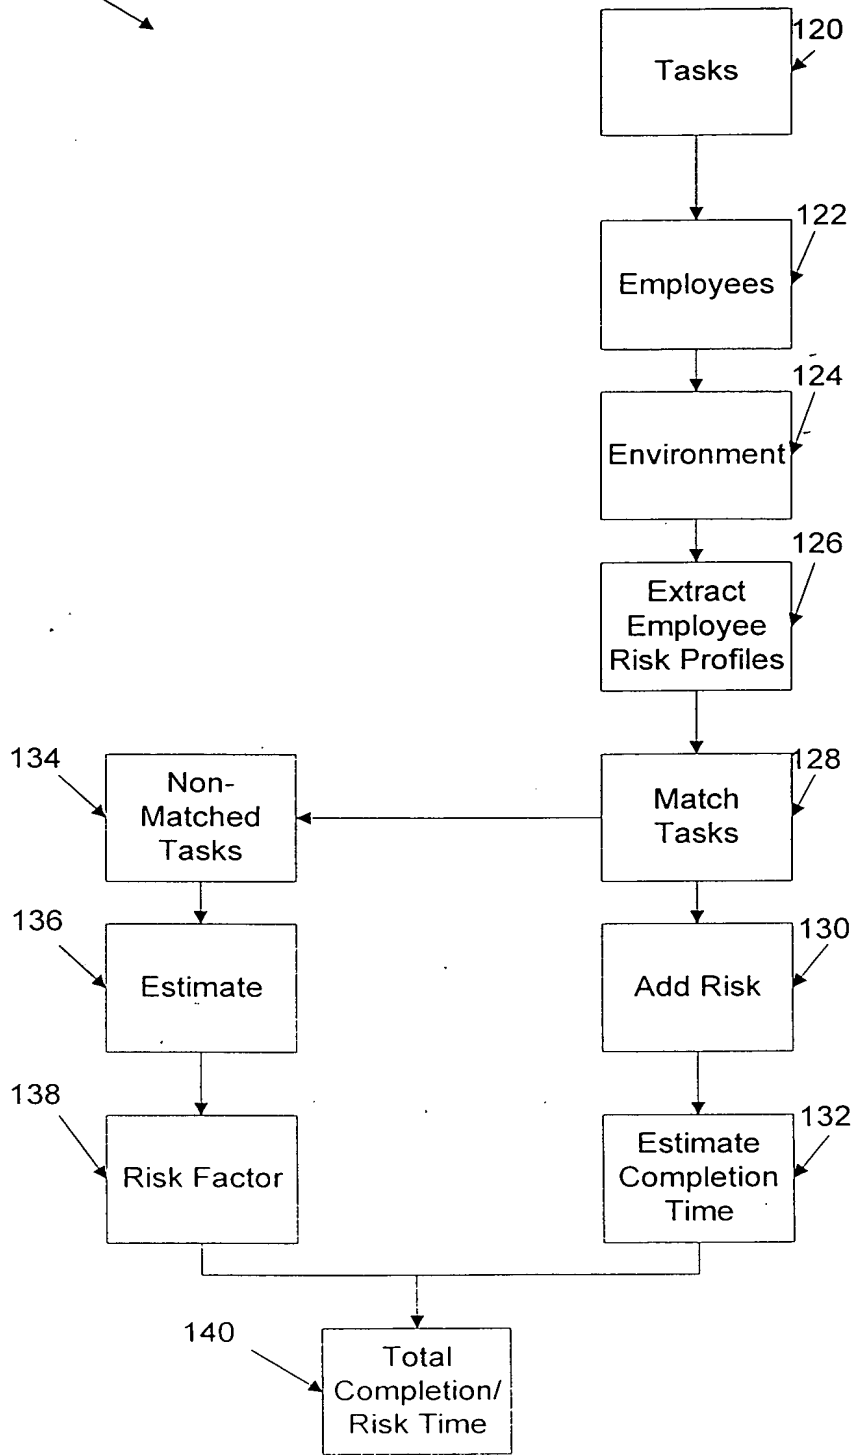 120
Tasks
122
Employees
124
Environment
126
Extract
Employee
Risk Profiles
134
Non-
Matched
Tasks
128
Match
Tasks
136
Estimate
130
Add Risk
138
Risk Factor
132
Estimate
Completion
Time
140
Total
Completion/
Risk Time